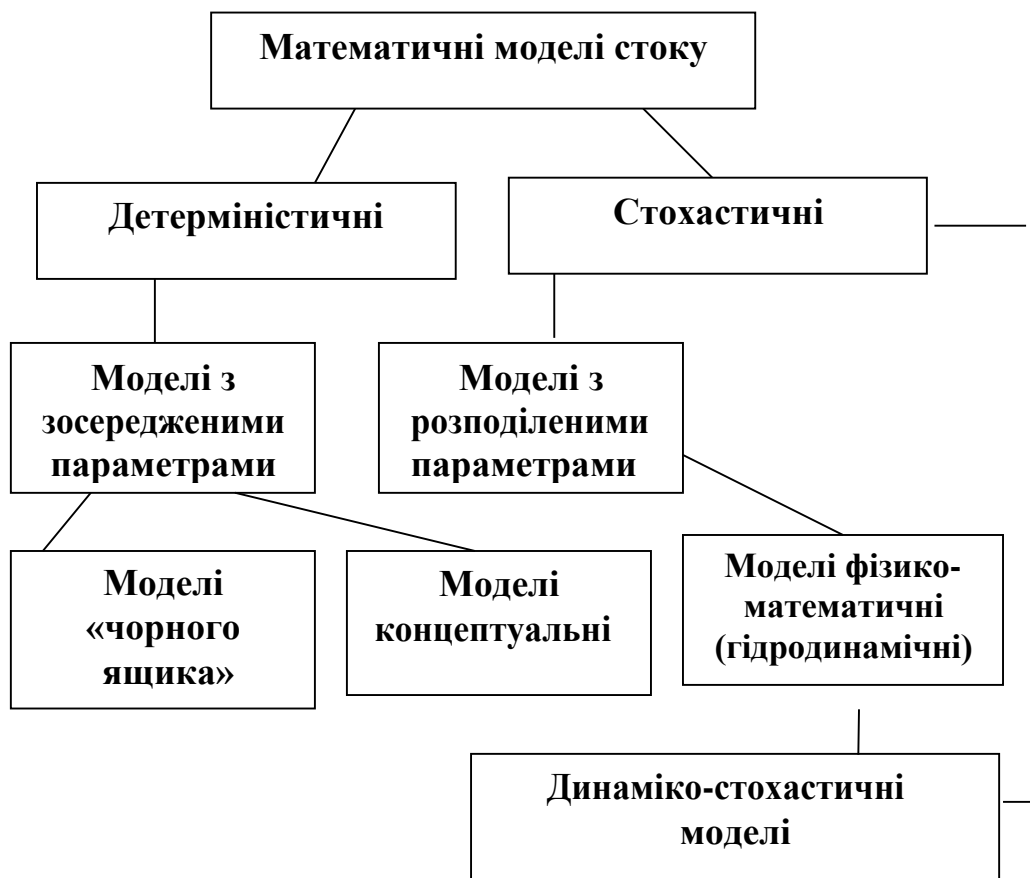 Математичні моделі стоку
Детерміністичні
Стохастичні
Моделі з
зосередженими
параметрами
Моделі з
розподіленими
параметрами
Моделі
«чорного
ящика»
Моделі
концептуальні
Моделі фізико-
математичні
(гідродинамічні)
Динаміко-стохастичні
моделі